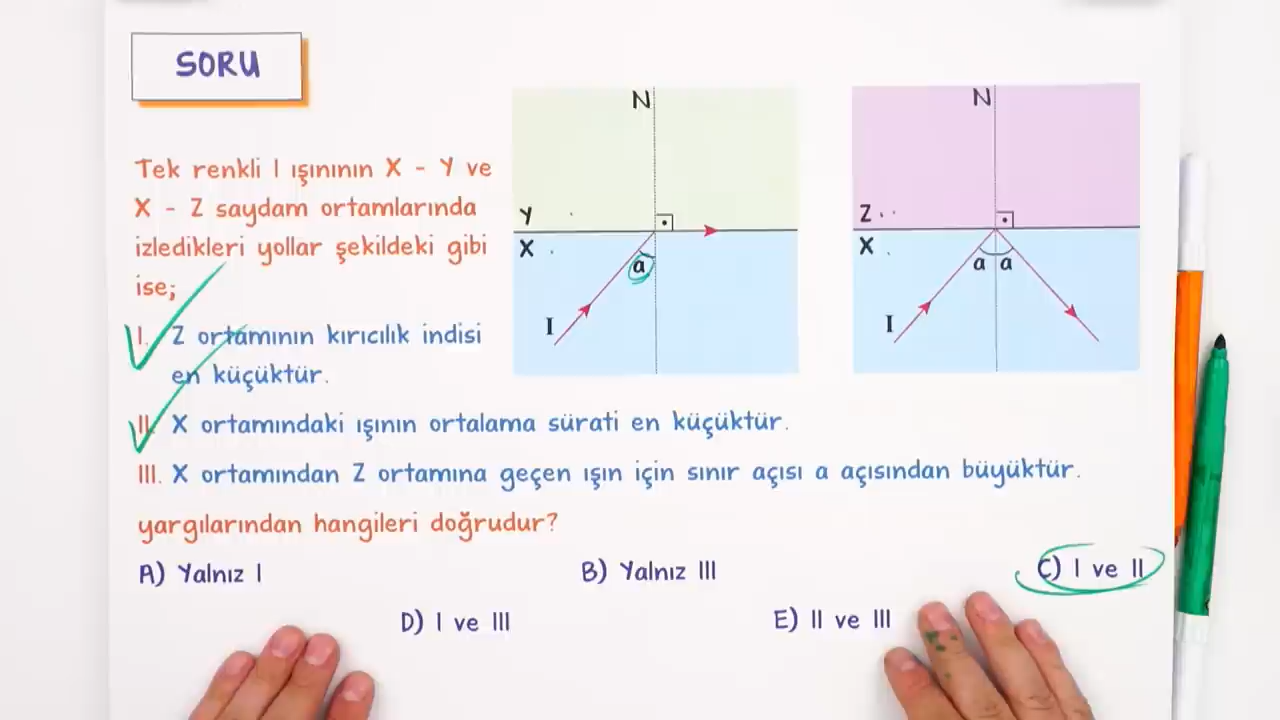 SORU
Tek renkli I ışınının X - Y ve
X - Z saydam ortamlarında
izledikleri yollar şekildeki gibi
ise;
I. Z ortamının kırıcılık indisi
en küçüktür.
II. X ortamındaki ışının ortalama sürati en küçüktür.
III. X ortamından Z ortamına geçen ışın için sınır açısı a açısından büyüktür.
yargılarından hangileri doğrudur?
A) Yalnız I
B) Yalnız III
C) I ve II
D) I ve III
E) II ve III
N
Y
X
a
I
N
Z
X
a a
I